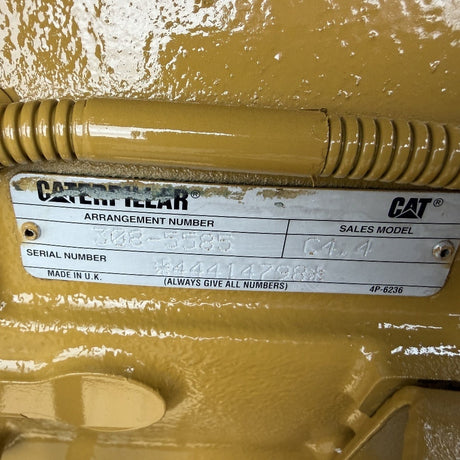 CATERPILLAR® CAT®
ARRANGEMENT NUMBER SALES MODEL
308-5585 C4.4
SERIAL NUMBER *44414798*
MADE IN U.K. (ALWAYS GIVE ALL NUMBERS) 4P-6236